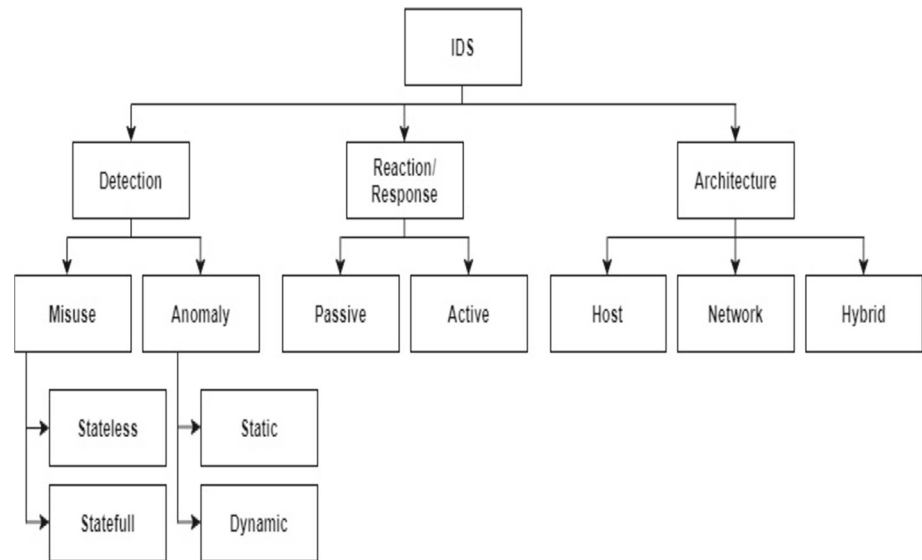 IDS
Detection
Reaction/
Response
Architecture
Misuse
Anomaly
Passive
Active
Host
Network
Hybrid
Stateless
Static
Statefull
Dynamic